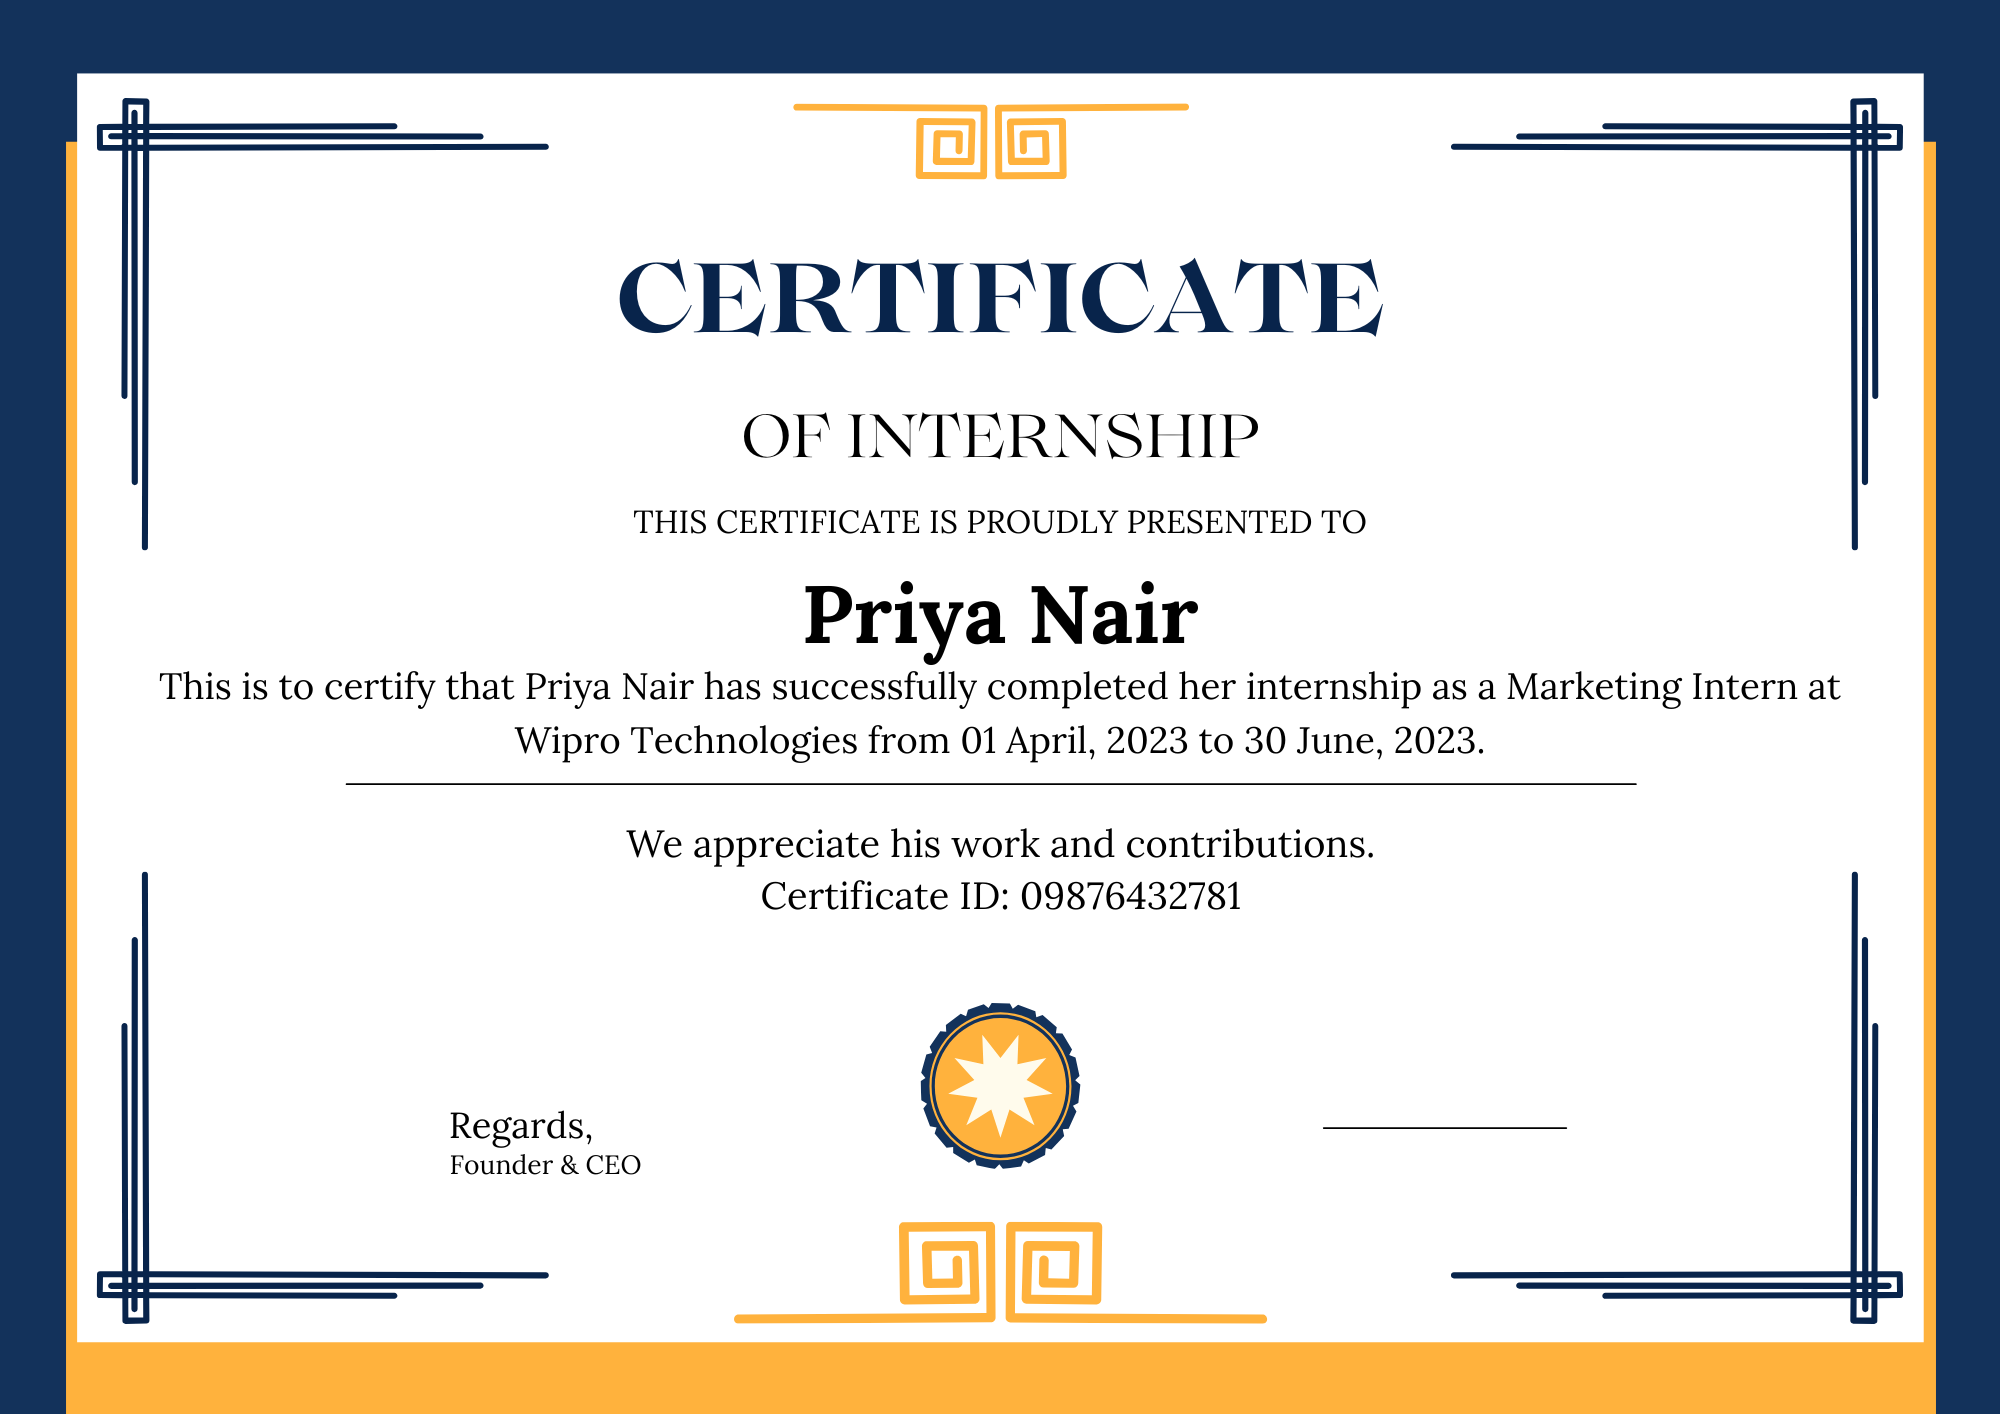 CERTIFICATE
OF INTERNSHIP
THIS CERTIFICATE IS PROUDLY PRESENTED TO
Priya Nair
This is to certify that Priya Nair has successfully completed her internship as a Marketing Intern at
Wipro Technologies from 01 April, 2023 to 30 June, 2023.
We appreciate his work and contributions.
Certificate ID: 09876432781
Regards,
Founder & CEO